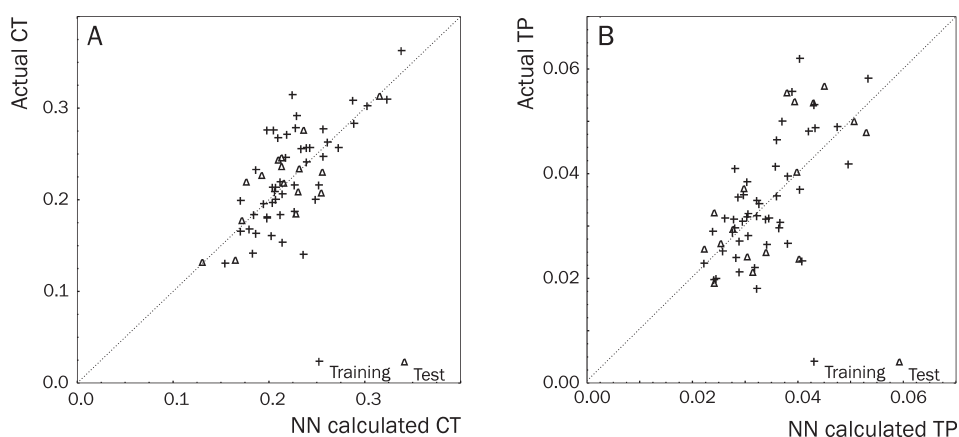 A
Actual CT
0.3
0.2
0.1
0.0
0.0 0.1 0.2 0.3
NN calculated CT
Training
Test
B
Actual TP
0.06
0.04
0.02
0.00
0.00 0.02 0.04 0.06
NN calculated TP
Training
Test